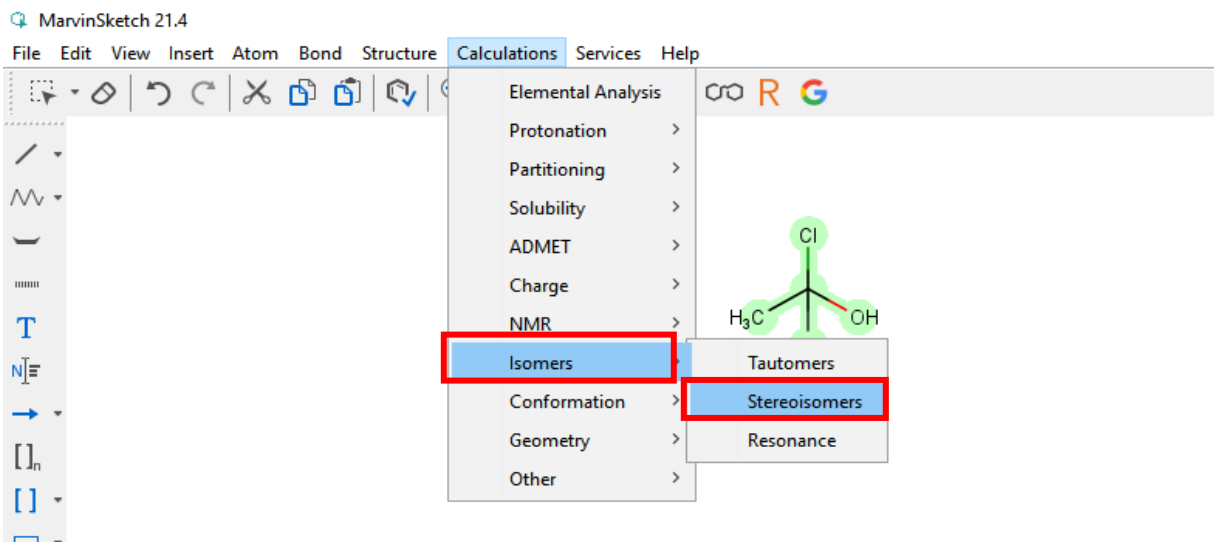 MarvinSketch 21.4
File Edit View Insert Atom Bond Structure Calculations Services Help
R G
Elemental Analysis
Protonation >
Partitioning >
Solubility >
ADMET >
Charge >
NMR >
Isomers
Conformation >
Geometry >
Other >
Tautomers
Stereoisomers
Resonance
Cl
H₃C OH
T
N
[ ]n
[ ]